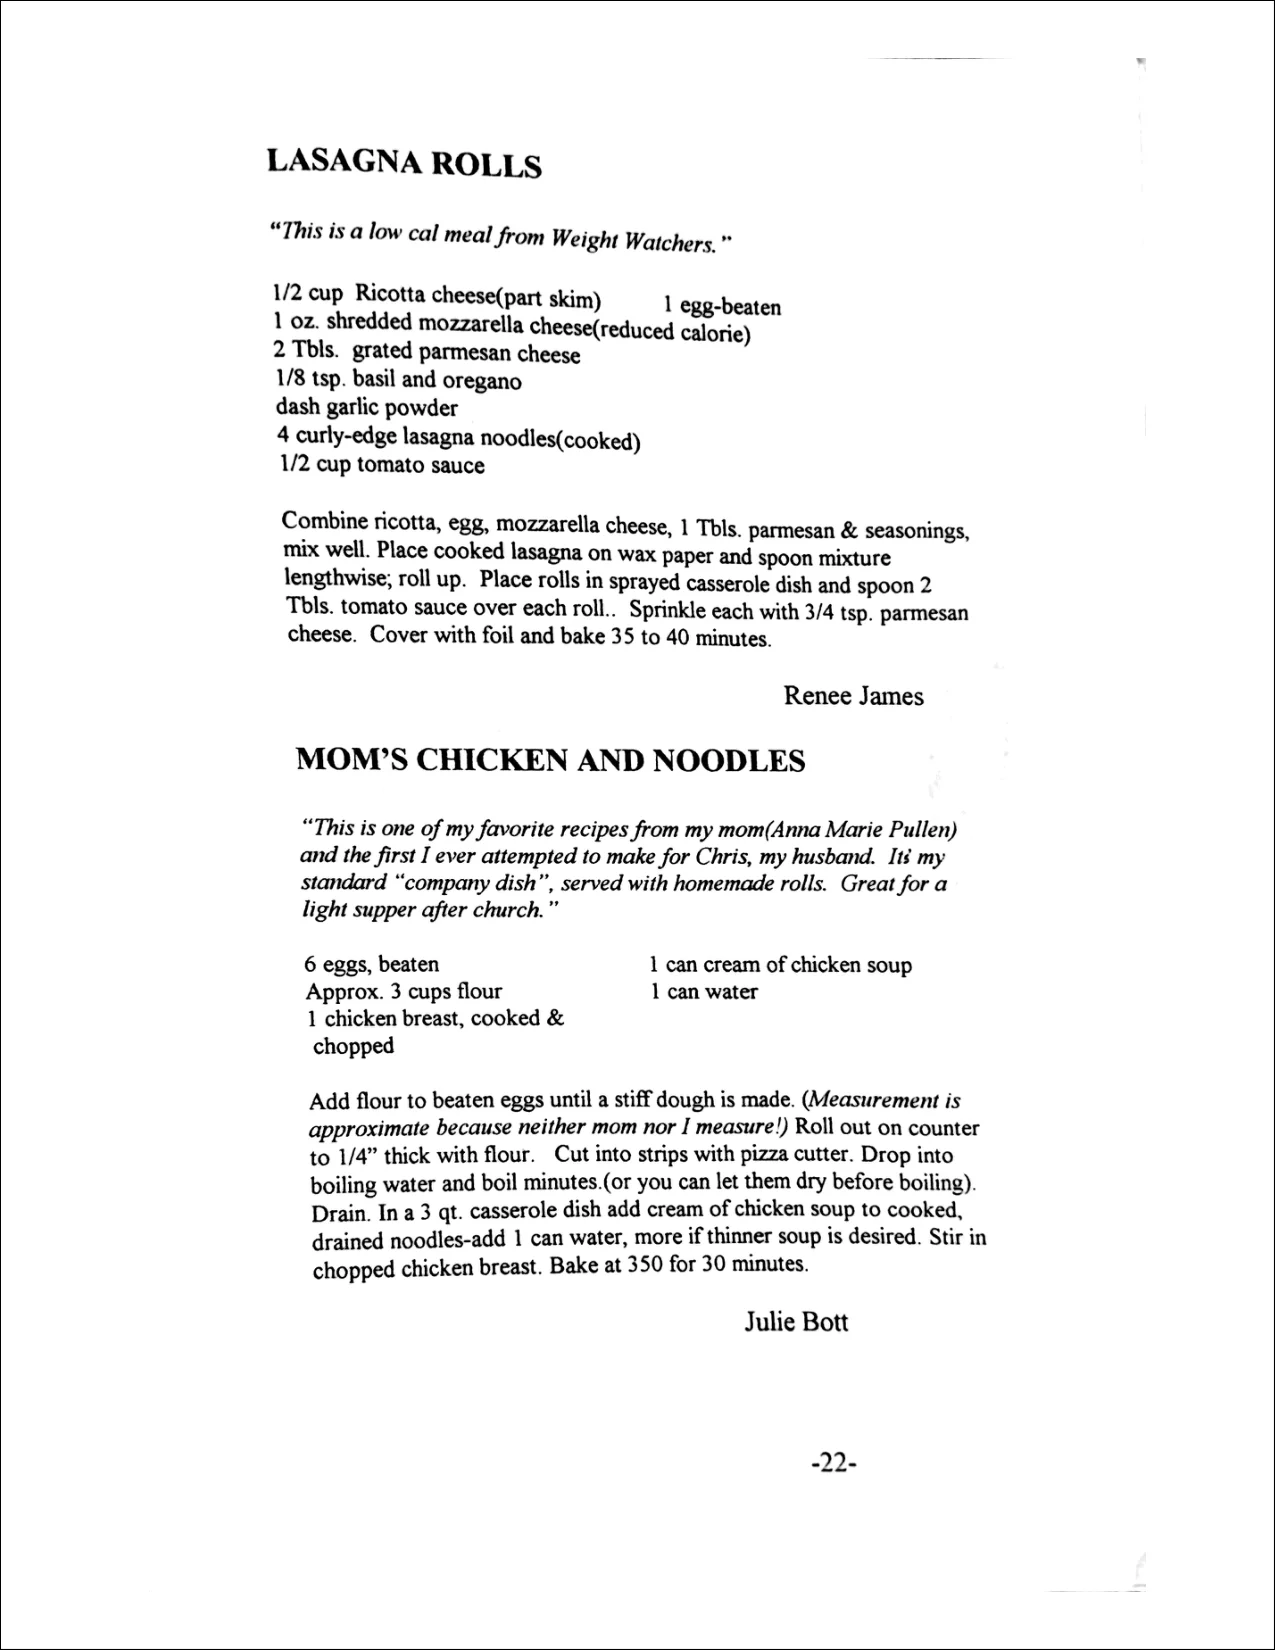 LASAGNA ROLLS
"This is a low cal meal from Weight Watchers."
1/2 cup Ricotta cheese(part skim) 1 egg-beaten
1 oz. shredded mozzarella cheese(reduced calorie)
2 Tbls. grated parmesan cheese
1/8 tsp. basil and oregano
dash garlic powder
4 curly-edge lasagna noodles(cooked)
1/2 cup tomato sauce
Combine ricotta, egg, mozzarella cheese, 1 Tbls. parmesan & seasonings,
mix well. Place cooked lasagna on wax paper and spoon mixture
lengthwise; roll up. Place rolls in sprayed casserole dish and spoon 2
Tbls. tomato sauce over each roll.. Sprinkle each with 3/4 tsp. parmesan
cheese. Cover with foil and bake 35 to 40 minutes.
Renee James
MOM'S CHICKEN AND NOODLES
"This is one of my favorite recipes from my mom(Anna Marie Pullen)
and the first I ever attempted to make for Chris, my husband. Its' my
standard "company dish", served with homemade rolls. Great for a
light supper after church."
6 eggs, beaten 1 can cream of chicken soup
Approx. 3 cups flour 1 can water
1 chicken breast, cooked &
chopped
Add flour to beaten eggs until a stiff dough is made. (Measurement is
approximate because neither mom nor I measure!) Roll out on counter
to 1/4" thick with flour. Cut into strips with pizza cutter. Drop into
boiling water and boil minutes.(or you can let them dry before boiling).
Drain. In a 3 qt. casserole dish add cream of chicken soup to cooked,
drained noodles-add 1 can water, more if thinner soup is desired. Stir in
chopped chicken breast. Bake at 350 for 30 minutes.
Julie Bott
-22-